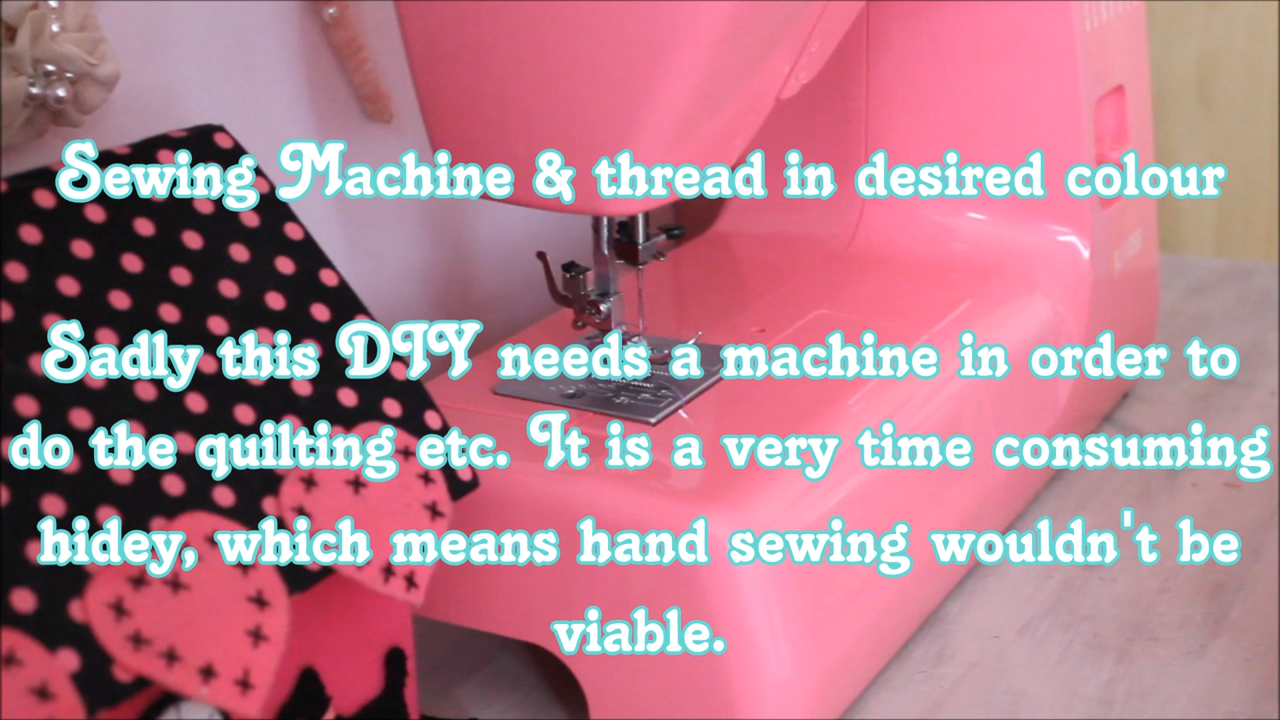 Sewing Machine & thread in desired colour
Sadly this DIY needs a machine in order to
do the quilting etc. It is a very time consuming
hidey, which means hand sewing wouldn't be
viable.